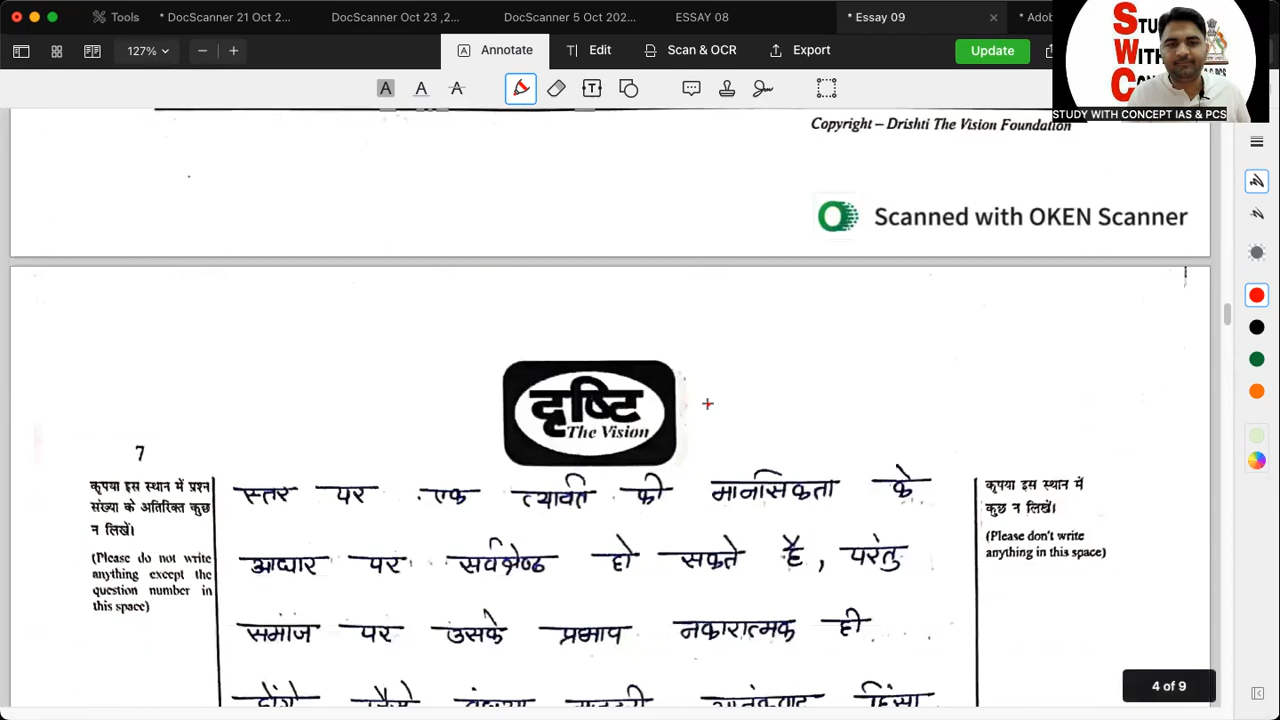 Tools
* DocScanner 21 Oct 2...
DocScanner Oct 23 ,2...
DocScanner 5 Oct 202...
ESSAY 08
* Essay 09
* Adob
127%
Annotate
Edit
Scan & OCR
Export
Update
STUDY WITH CONCEPT IAS & PCS
Copyright – Drishti The Vision Foundation
Scanned with OKEN Scanner
दृष्टि
The Vision
7
कृपया इस स्थान में प्रश्न
संख्या के अतिरिक्त कुछ
न लिखें।
(Please do not write
anything except the
question number in
this space)
स्तर पर एक व्यक्ति की मानसिकता के
आधार पर सर्वश्रेष्ठ हो सकते है, परंतु
समाज पर उसके प्रभाव नकारात्मक ही
कृपया इस स्थान में
कुछ न लिखें।
(Please don't write
anything in this space)
4 of 9